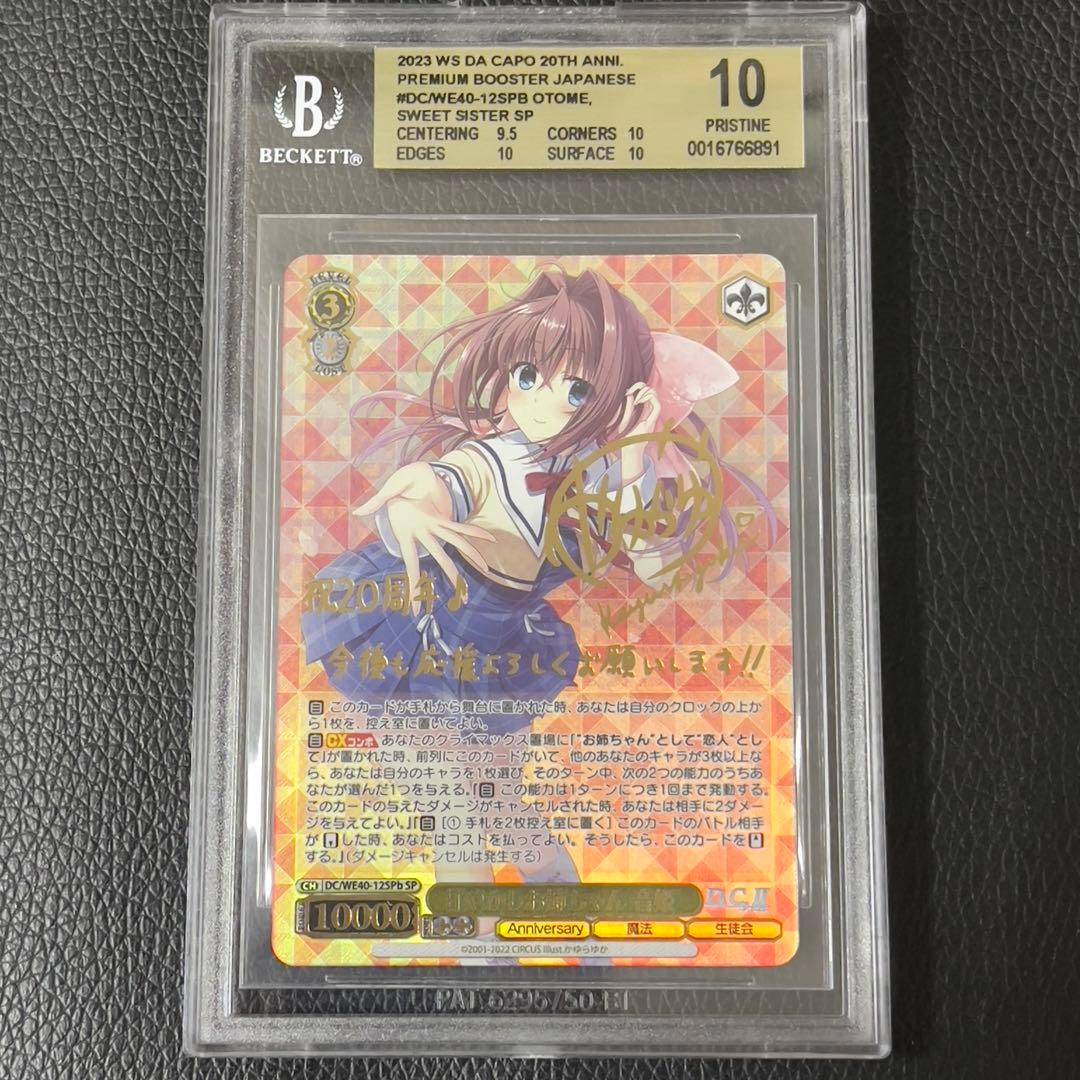 2023 WS DA CAPO 20TH ANNI.
PREMIUM BOOSTER JAPANESE
#DC/WE40-12SPB OTOME,
SWEET SISTER SP
CENTERING 9.5 CORNERS 10
EDGES 10 SURFACE 10
10
PRISTINE
0016766891
B
BECKETT®
LEVEL
3
COST
祝20周年♪
今後も応援よろしくお願いします!!
自 このカードが手札から舞台に置かれた時、あなたは自分のクロックの上か
ら1枚を、控え室に置いてよい。
自 CXコンボ あなたのクライマックス置場に「“お姉ちゃん”として“恋人”とし
て」が置かれた時、前列にこのカードがいて、他のあなたのキャラが3枚以上な
ら、あなたは自分のキャラを1枚選び、そのターン中、次の2つの能力のうちあ
なたが選んだ1つを与える。『自 この能力は1ターンにつき1回まで発動する。
このカードの与えたダメージがキャンセルされた時、あなたは相手に2ダメー
ジを与えてよい。』『自 [① 手札を2枚控え室に置く] このカードのバトル相手
が した時、あなたはコストを払ってよい。そうしたら、このカードを
する。』(ダメージキャンセルは発生する)
CH DC/WE40-12SPb SP
POWER 10000
D.C.II
Anniversary 魔法 生徒会
©2001-2022 CIRCUS Illust.かゆらゆか